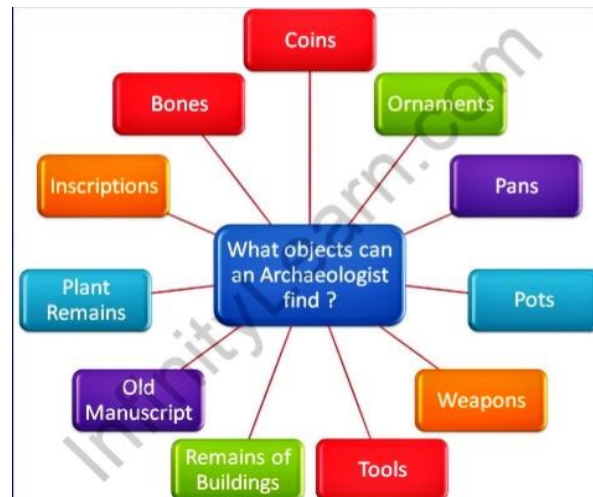 Coins
Ornaments
Pans
Pots
Weapons
Tools
Remains of
Buildings
Old
Manuscript
Plant
Remains
Inscriptions
Bones
What objects can
an Archaeologist
find ?
InfinityLearn.com